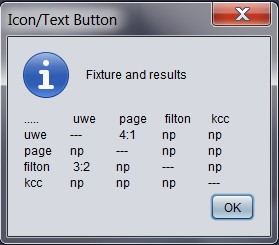 Icon/Text Button
Fixture and results
..... uwe page filton kcc
uwe --- 4:1 np np
page np --- np np
filton 3:2 np --- np
kcc np np np ---
OK